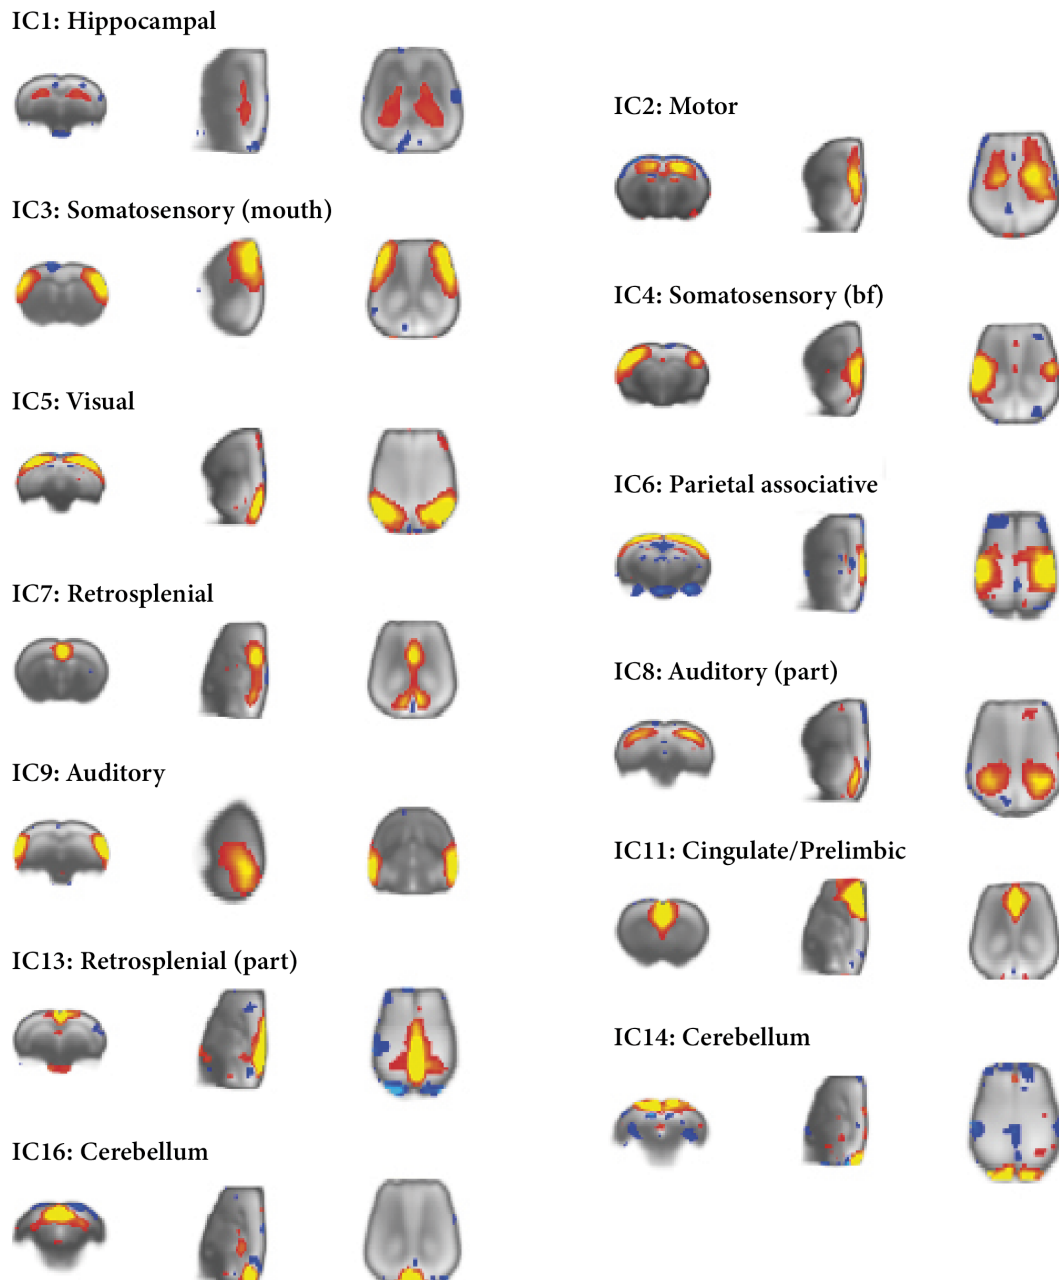 IC1: Hippocampal
IC2: Motor
IC3: Somatosensory (mouth)
IC4: Somatosensory (bf)
IC5: Visual
IC6: Parietal associative
IC7: Retrosplenial
IC8: Auditory (part)
IC9: Auditory
IC11: Cingulate/Prelimbic
IC13: Retrosplenial (part)
IC14: Cerebellum
IC16: Cerebellum